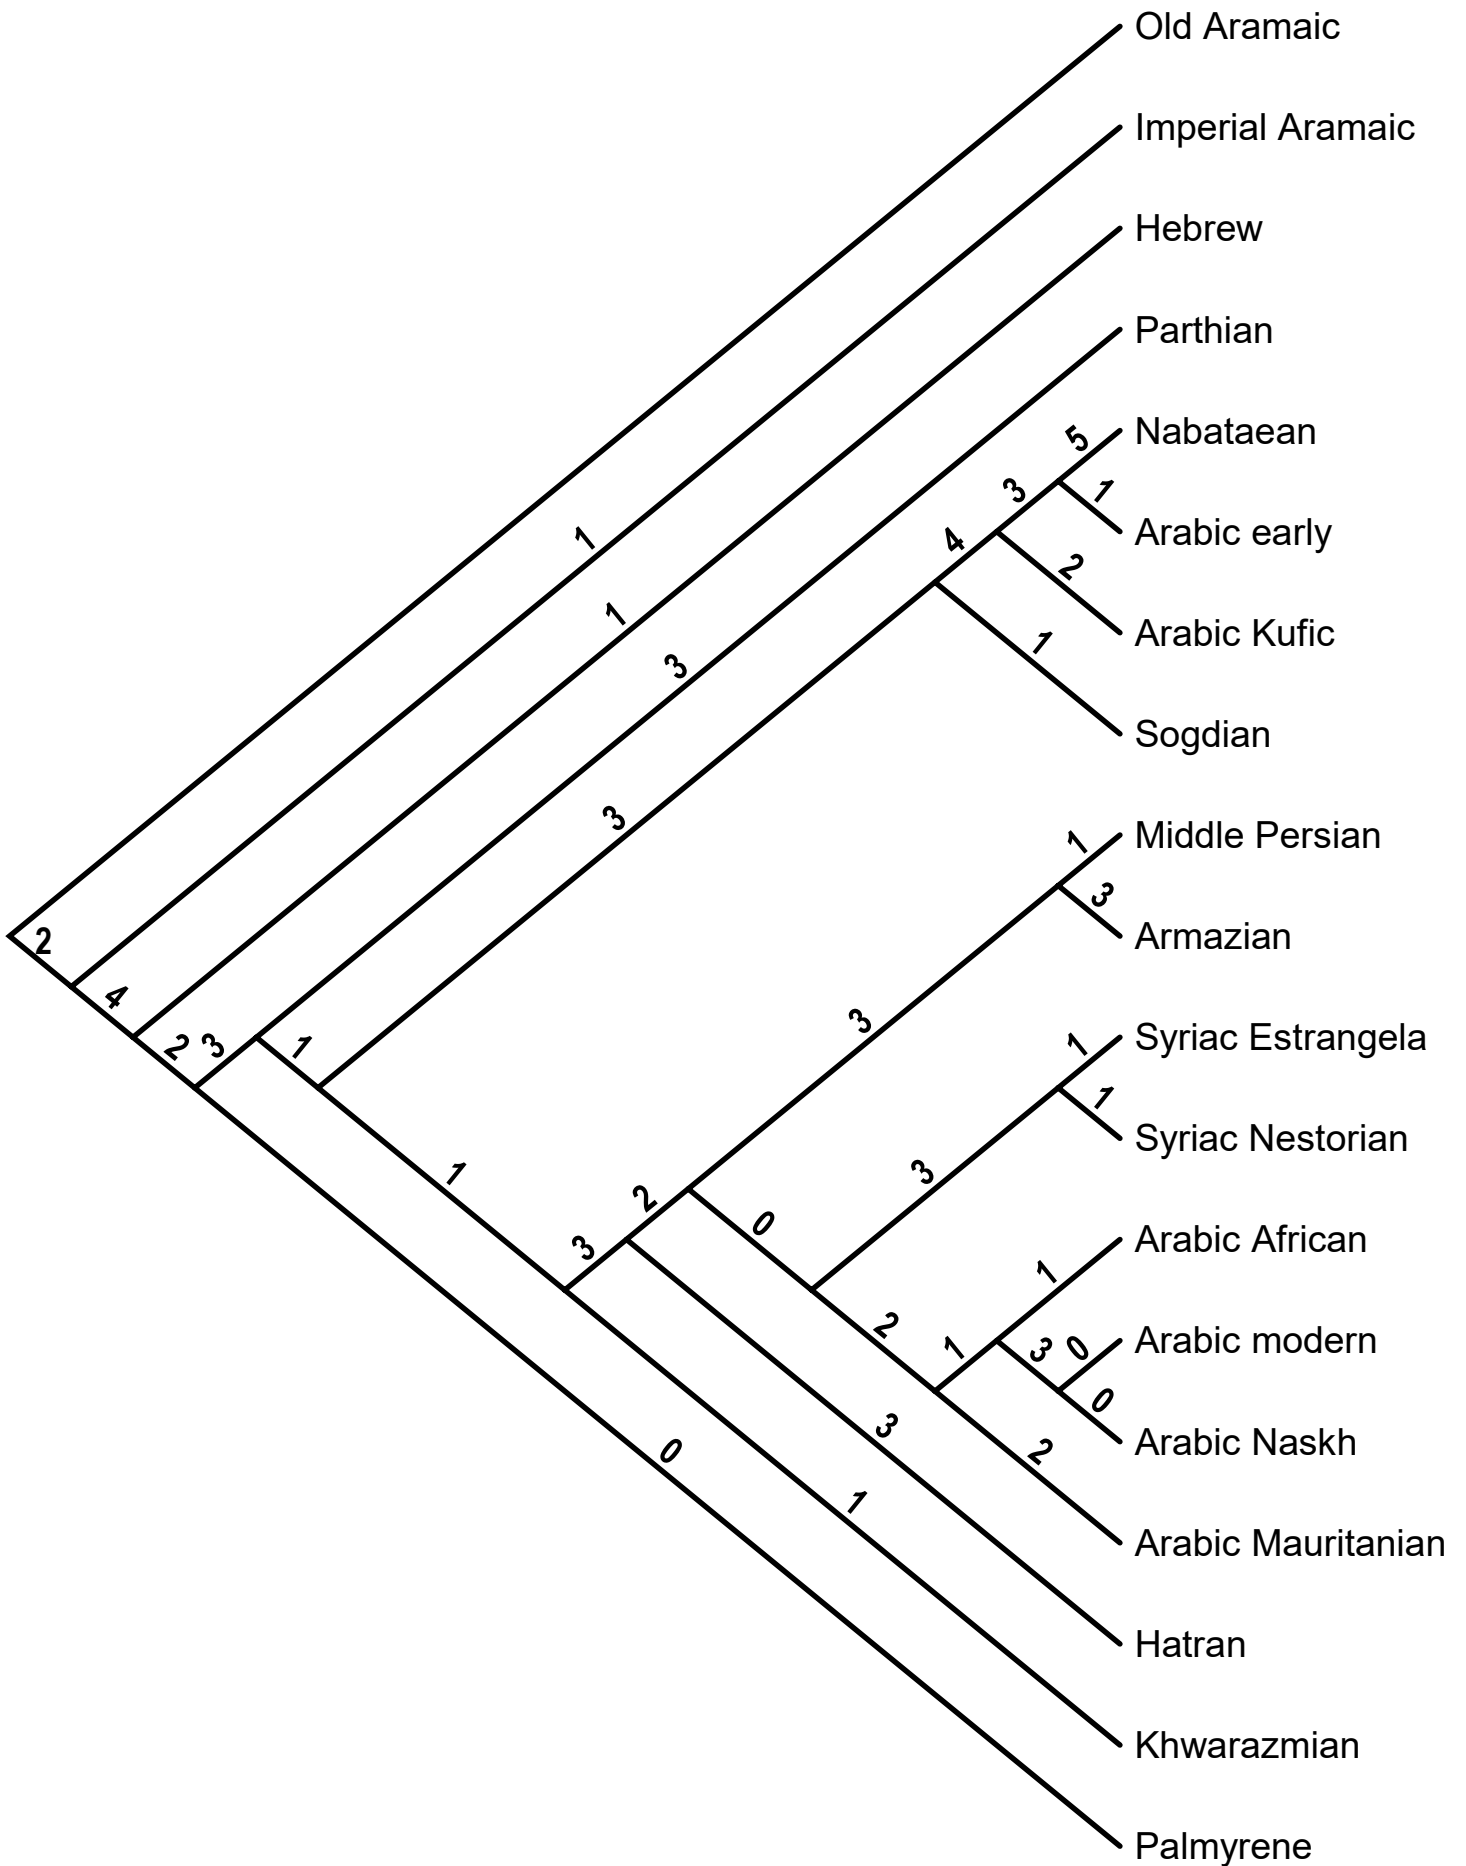 Old Aramaic
Imperial Aramaic
Hebrew
Parthian
5
Nabataean
3
1
4
Arabic early
1
2
1
Arabic Kufic
1
3
Sogdian
3
1
Middle Persian
3
Armazian
2
4
3
2
3
1
1
Syriac Estrangela
1
Syriac Nestorian
1
3
2
0
3
Arabic African
1
2
1
3
0
Arabic modern
0
3
Arabic Naskh
0
2
1
Arabic Mauritanian
Hatran
Khwarazmian
Palmyrene